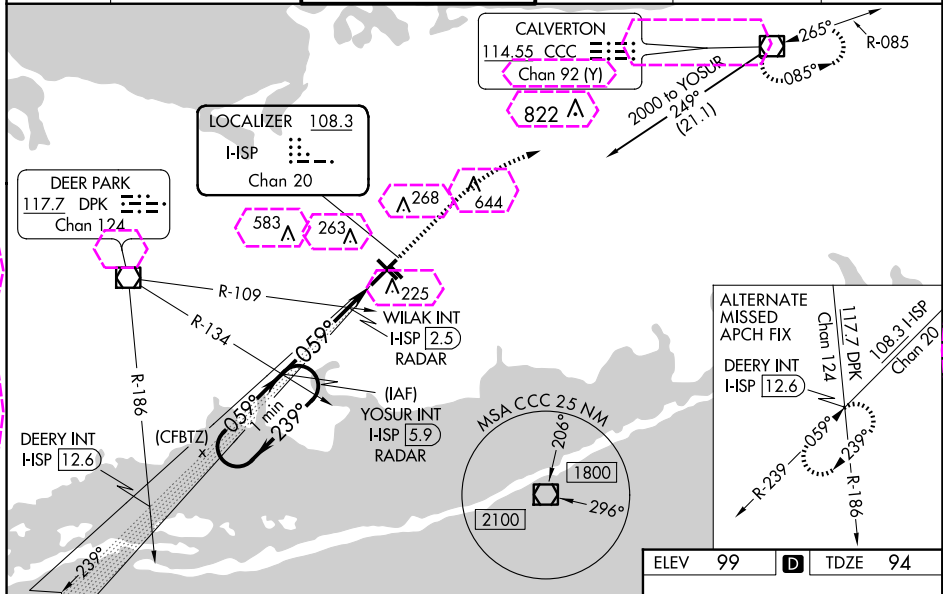 CALVERTON
114.55 CCC
Chan 92 (Y)
265°
R-085
085°
2000 to YOSUR
249°
(21.1)
822
LOCALIZER 108.3
I-ISP
Chan 20
DEER PARK
117.7 DPK
Chan 124
583
263
268
644
225
R-109
R-134
R-186
WILAK INT
I-ISP 2.5
RADAR
059°
059°
1 min
239°
(IAF)
YOSUR INT
I-ISP 5.9
RADAR
(CFBTZ)
x
DEERY INT
I-ISP 12.6
239°
MSA CCC 25 NM
206°
1800
296°
2100
ALTERNATE
MISSED
APCH FIX
117.7 DPK
Chan 124
108.3 I-ISP
Chan 20
DEERY INT
I-ISP 12.6
059°
239°
R-239
R-186
ELEV 99 D TDZE 94